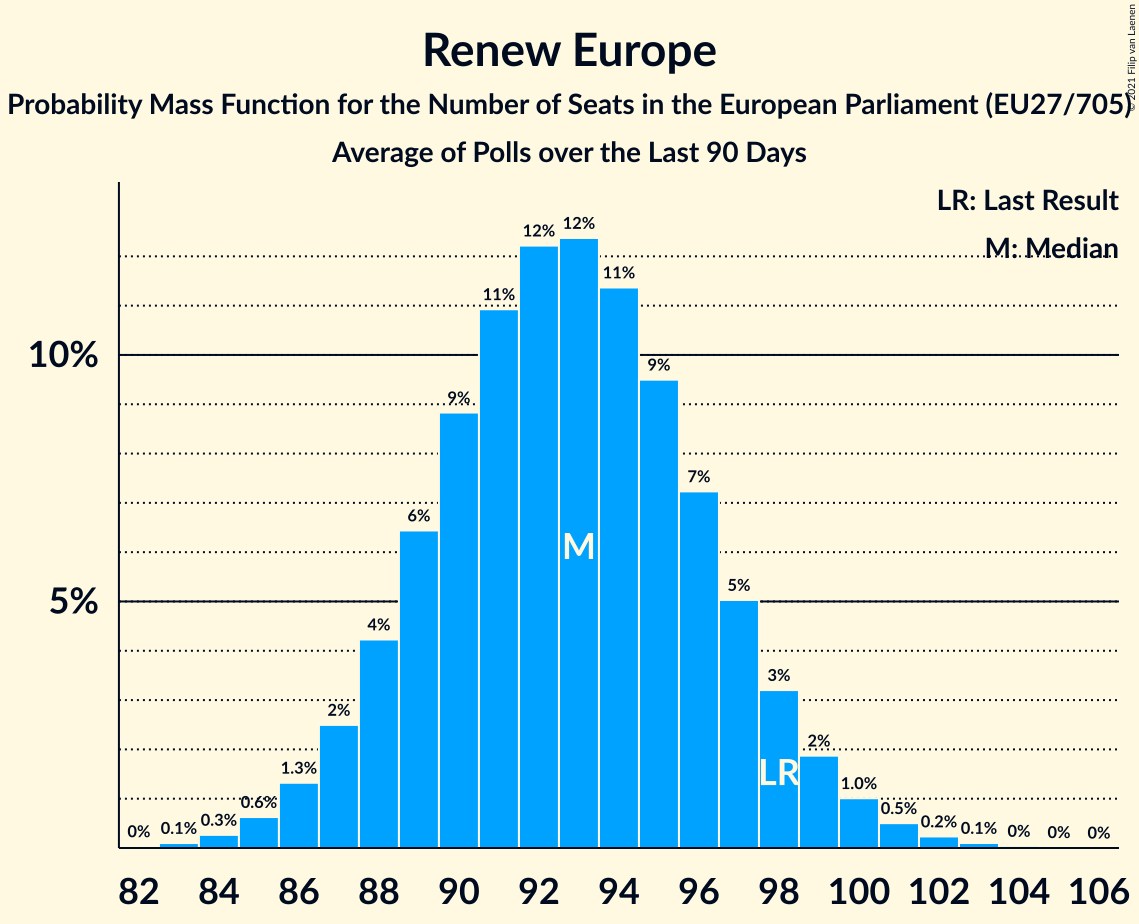 © 2021 Filip van Laenen
Renew Europe
Probability Mass Function for the Number of Seats in the European Parliament (EU27/705)
Average of Polls over the Last 90 Days
LR: Last Result
M: Median
10%
5%
0% 0.1% 0.3% 0.6% 1.3% 2% 4% 6% 9% 11% 12% 12% 11% 9% 7% 5% 3% 2% 1.0% 0.5% 0.2% 0.1% 0% 0% 0%
M
LR
82 84 86 88 90 92 94 96 98 100 102 104 106